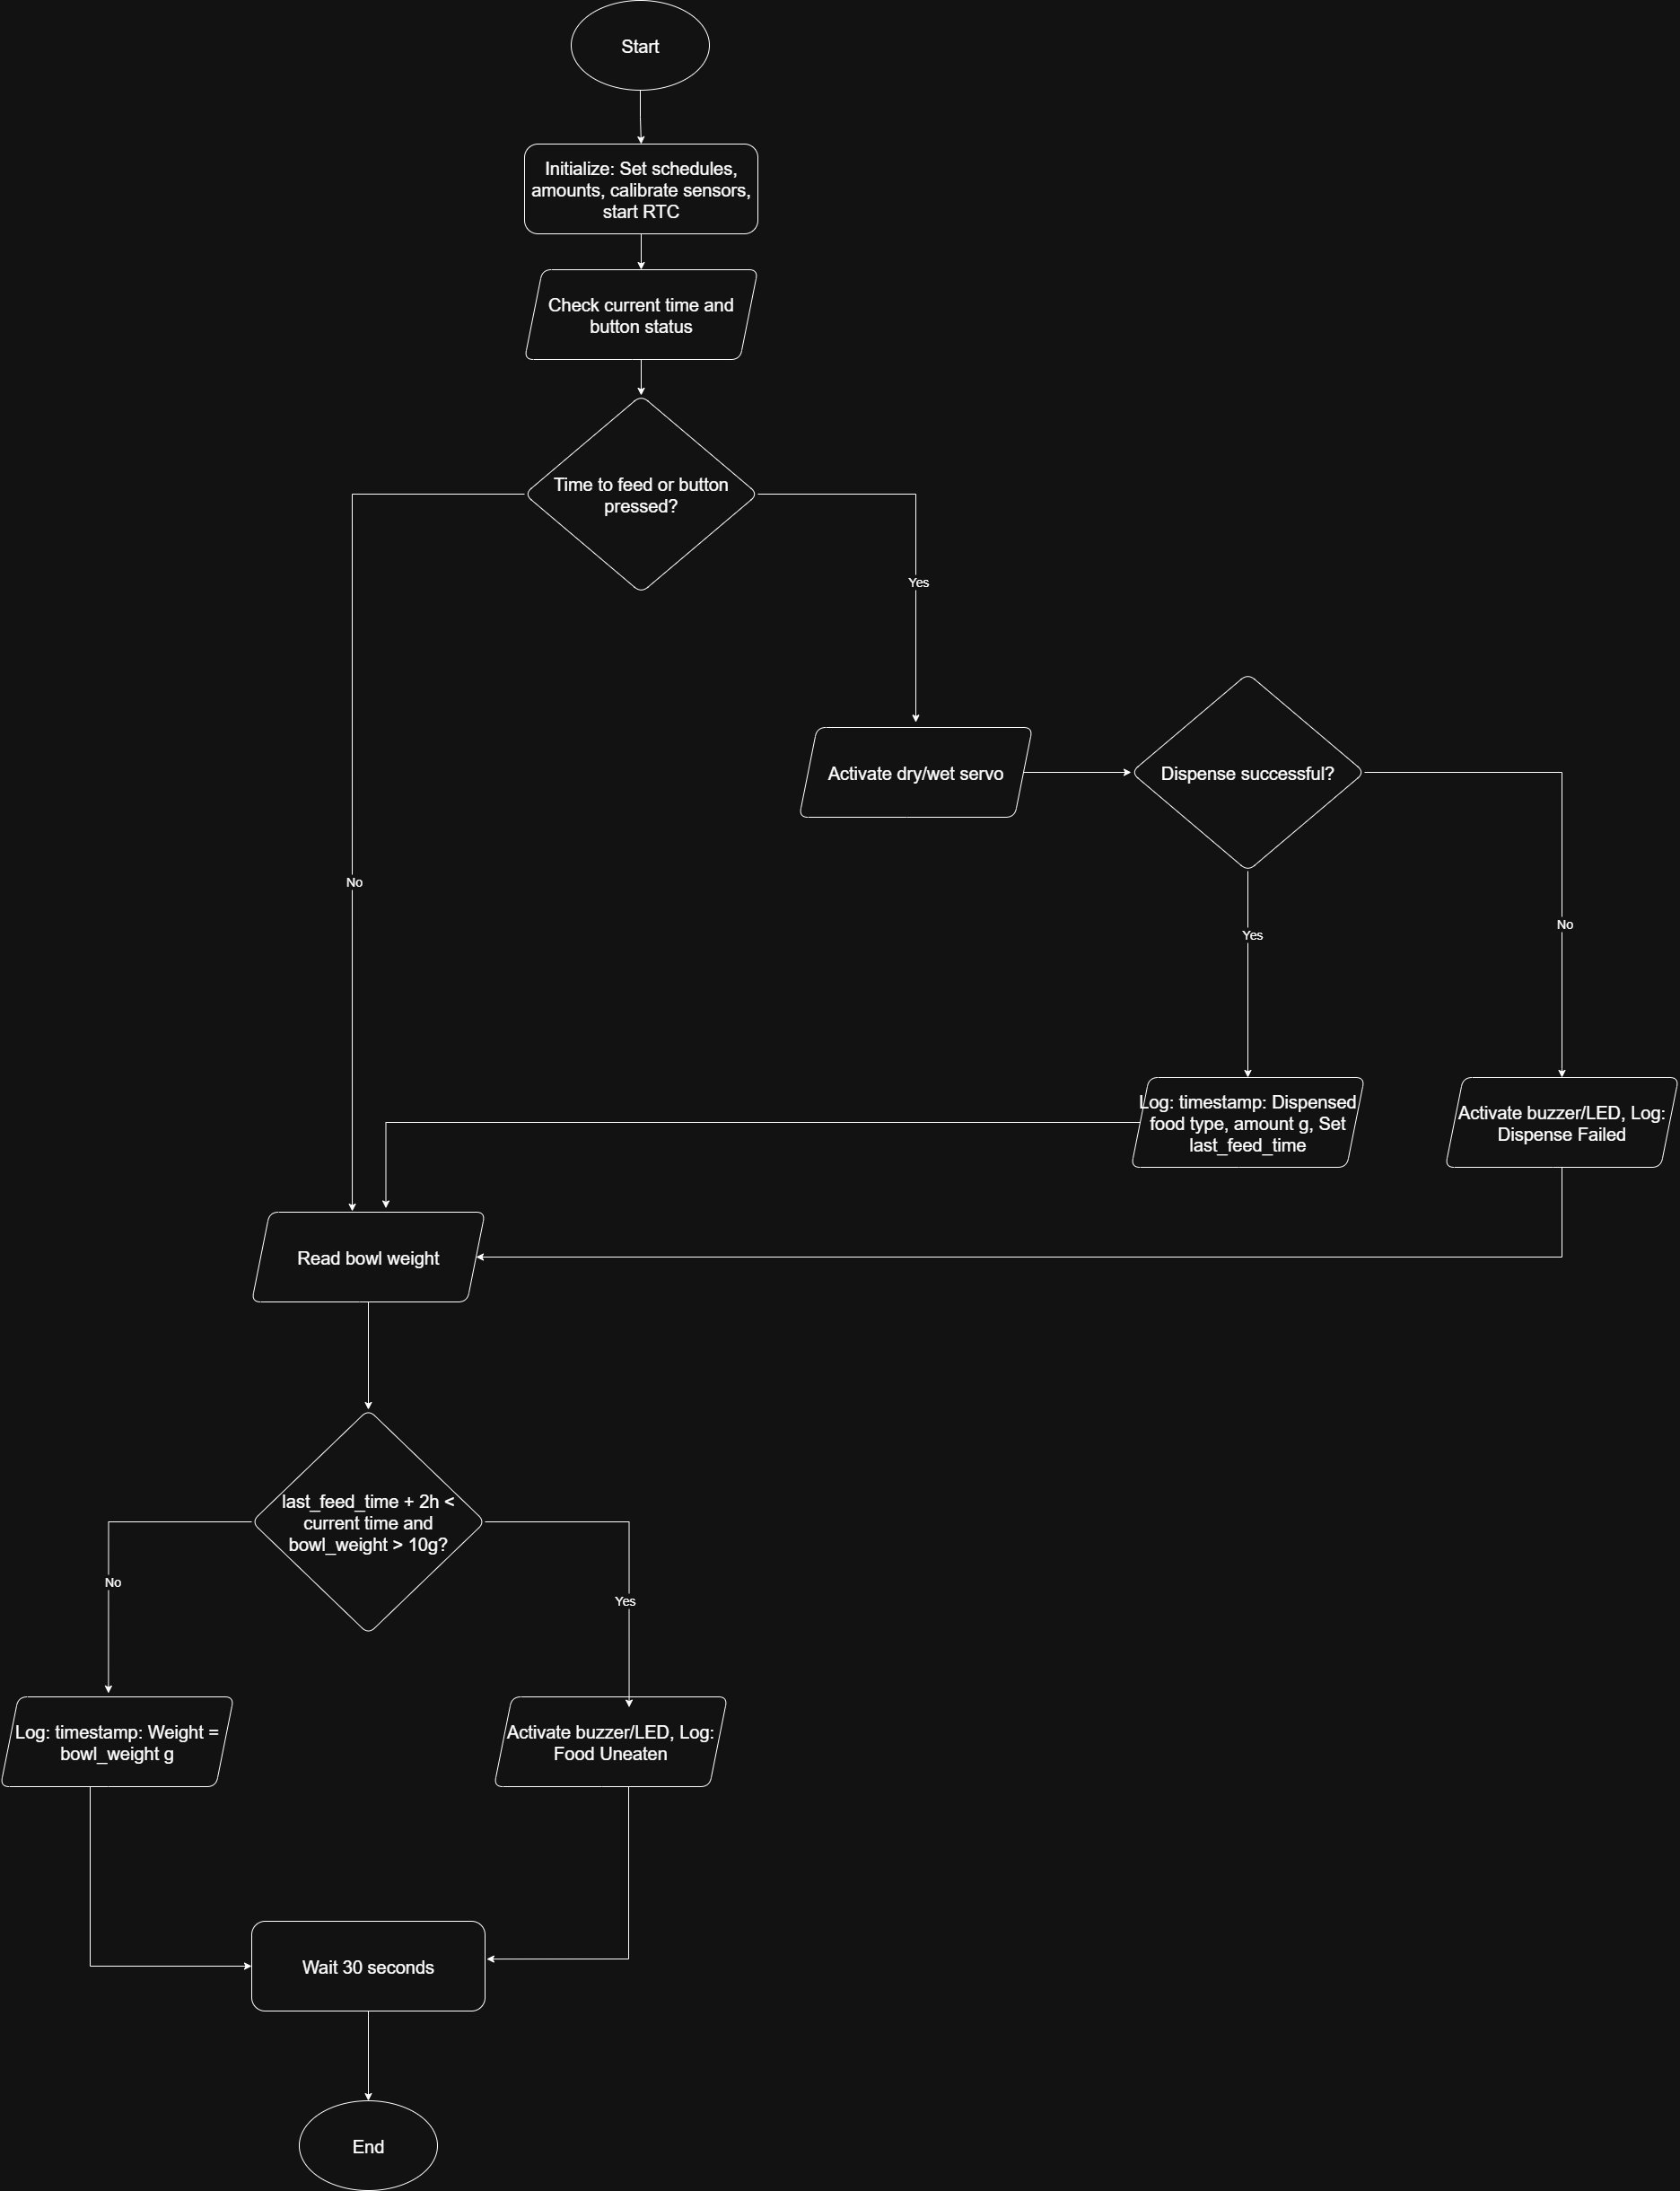 Start
Initialize: Set schedules,
amounts, calibrate sensors,
start RTC
Check current time and
button status
Time to feed or button
pressed?
Yes
Activate dry/wet servo
Dispense successful?
No
Yes
No
Log: timestamp: Dispensed
food type, amount g, Set
last_feed_time
Activate buzzer/LED, Log:
Dispense Failed
Read bowl weight
last_feed_time + 2h <
current time and
bowl_weight > 10g?
No
Yes
Log: timestamp: Weight =
bowl_weight g
Activate buzzer/LED, Log:
Food Uneaten
Wait 30 seconds
End